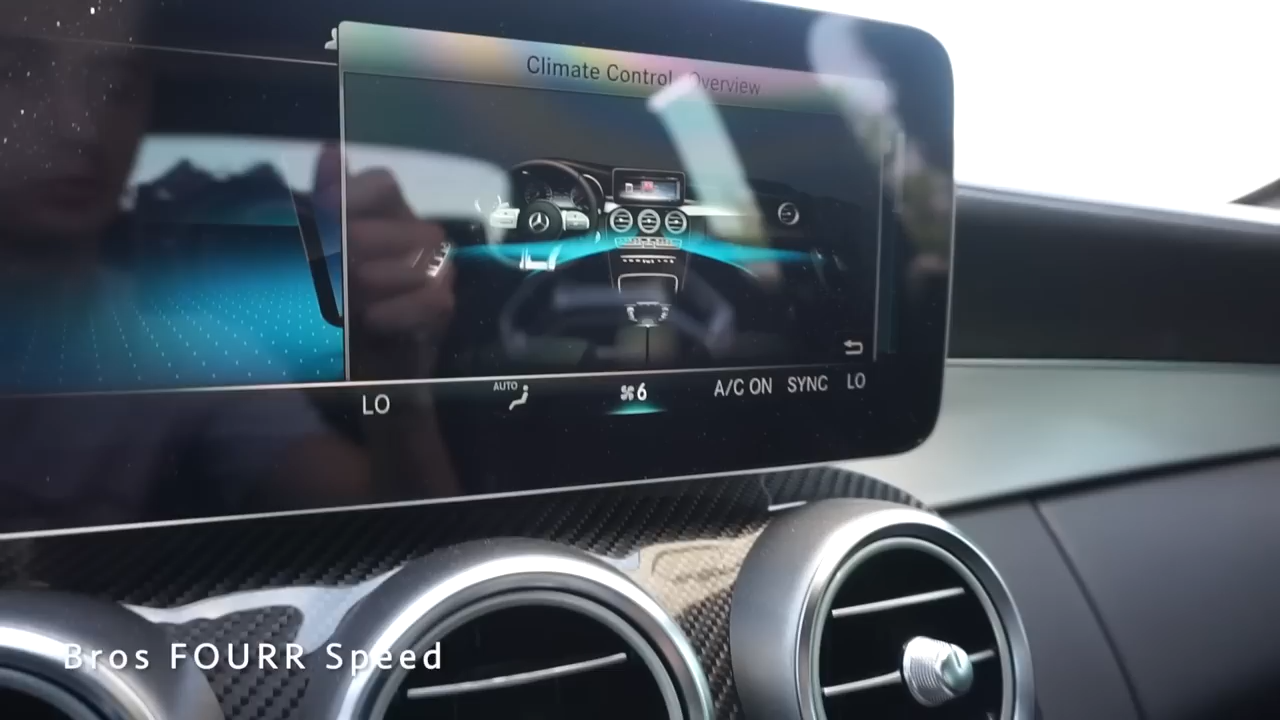 Climate Control Overview
LO
AUTO
6
A/C ON
SYNC
LO
Bros FOURR Speed